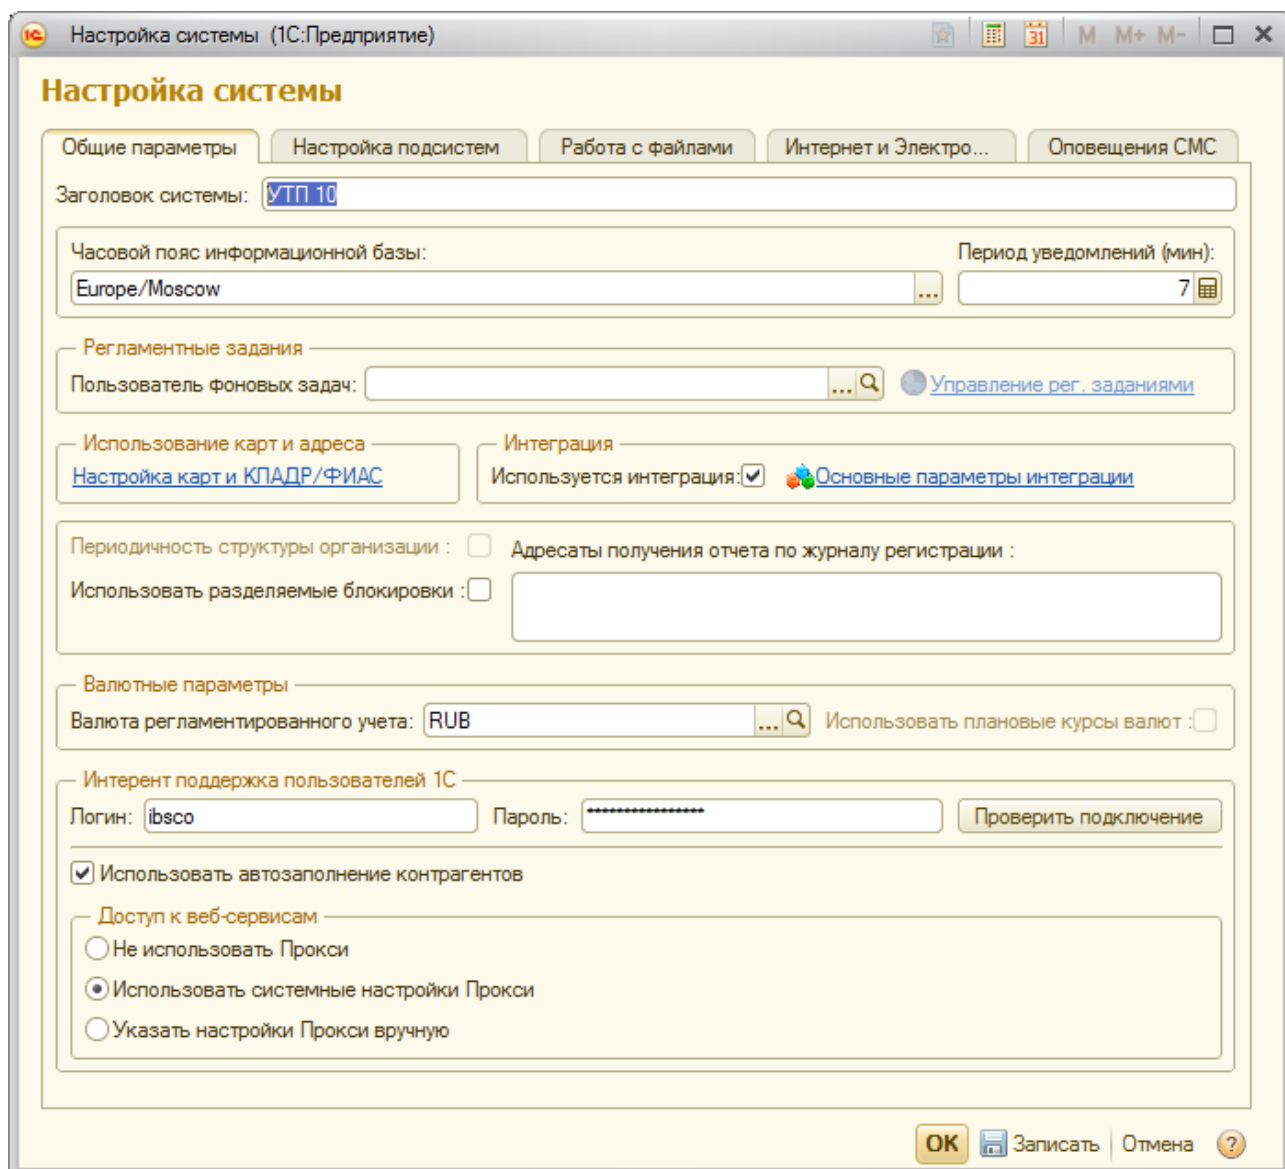 1С Настройка системы (1С:Предприятие) 31 M M+ M-
Настройка системы
Общие параметры Настройка подсистем Работа с файлами Интернет и Электро... Оповещения СМС
Заголовок системы: УТП 10
Часовой пояс информационной базы: Период уведомлений (мин):
Europe/Moscow ... 7
Регламентные задания
Пользователь фоновых задач: ... Управление рег. заданиями
Использование карт и адреса Интеграция
Настройка карт и КЛАДР/ФИАС Используется интеграция: Основные параметры интеграции
Периодичность структуры организации : Адресаты получения отчета по журналу регистрации :
Использовать разделяемые блокировки :
Валютные параметры
Валюта регламентированного учета: RUB ... Использовать плановые курсы валют :
Интерент поддержка пользователей 1С
Логин: ibsco Пароль: **************** Проверить подключение
Использовать автозаполнение контрагентов
Доступ к веб-сервисам
Не использовать Прокси
Использовать системные настройки Прокси
Указать настройки Прокси вручную
OK Записать Отмена ?